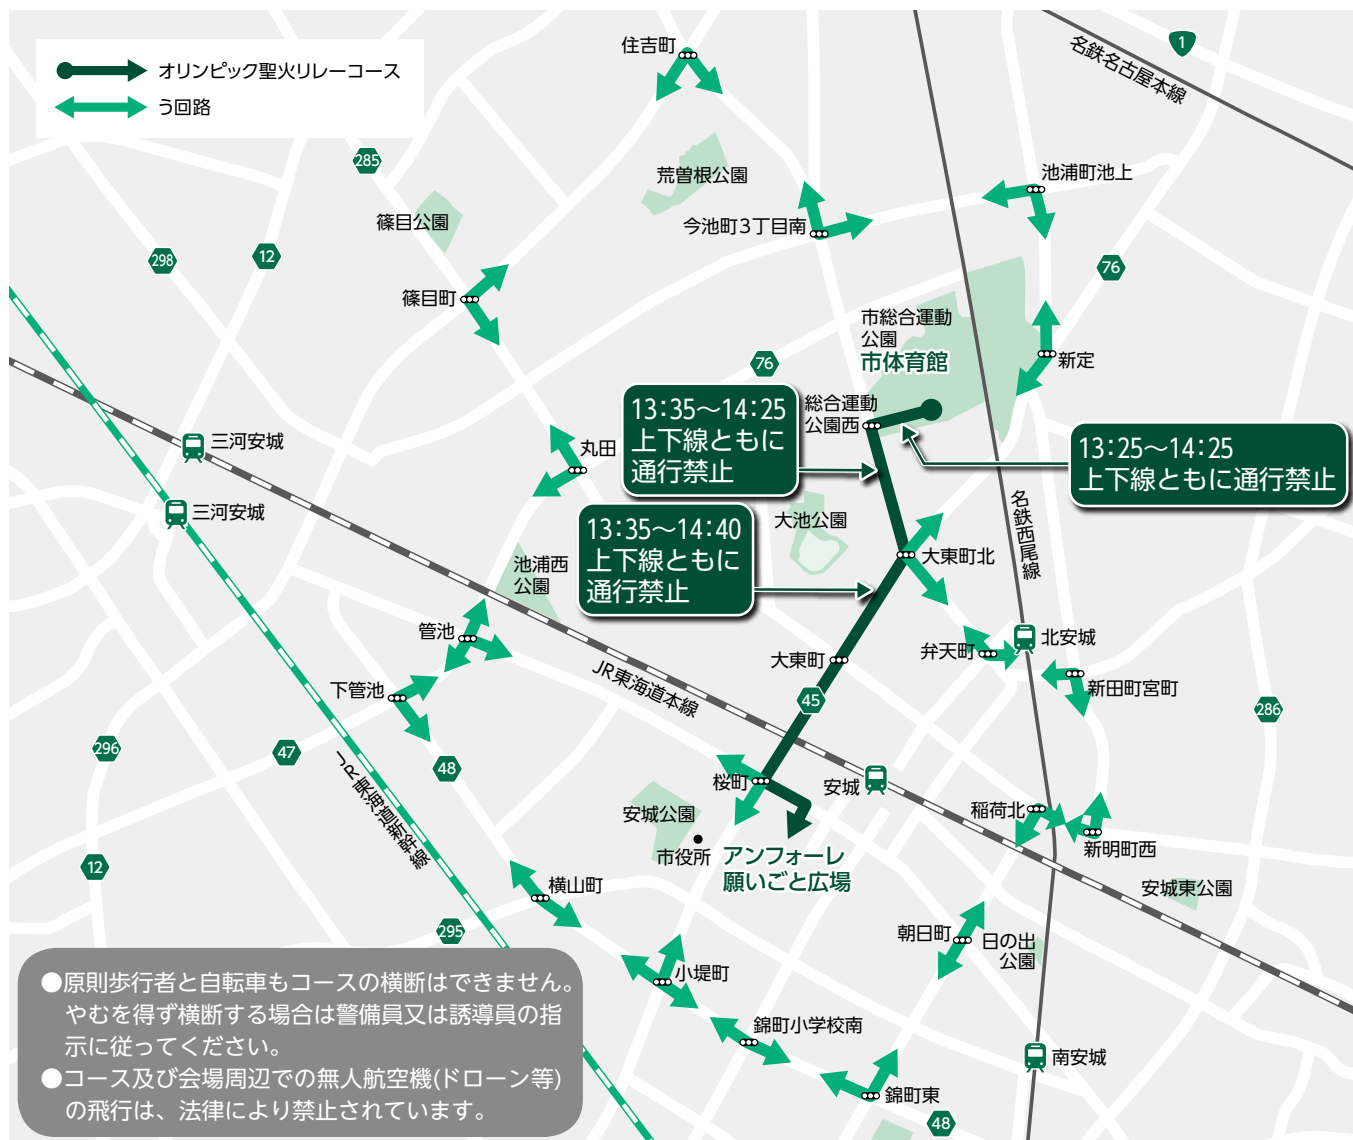 オリンピック聖火リレーコース
う回路
住吉町
名鉄名古屋本線
1
285
荒曽根公園
池浦町池上
篠目公園
今池町3丁目南
298
12
76
篠目町
市総合運動
公園
市体育館
新定
76
13:35〜14:25
上下線ともに
通行禁止
総合運動
公園西
13:25〜14:25
上下線ともに通行禁止
三河安城
丸田
三河安城
13:35〜14:40
上下線ともに
通行禁止
大池公園
名鉄西尾線
大東町北
池浦西
公園
管池
北安城
弁天町
大東町
JR東海道本線
下管池
新田町宮町
45
286
296
47
48
JR東海道新幹線
桜町
安城
稲荷北
安城公園
市役所
新明町西
アンフォーレ
願いごと広場
12
横山町
安城東公園
295
朝日町
日の出
公園
小堤町
錦町小学校南
南安城
錦町東
48
●原則歩行者と自転車もコースの横断はできません。
やむを得ず横断する場合は警備員又は誘導員の指
示に従ってください。
●コース及び会場周辺での無人航空機(ドローン等)
の飛行は、法律により禁止されています。